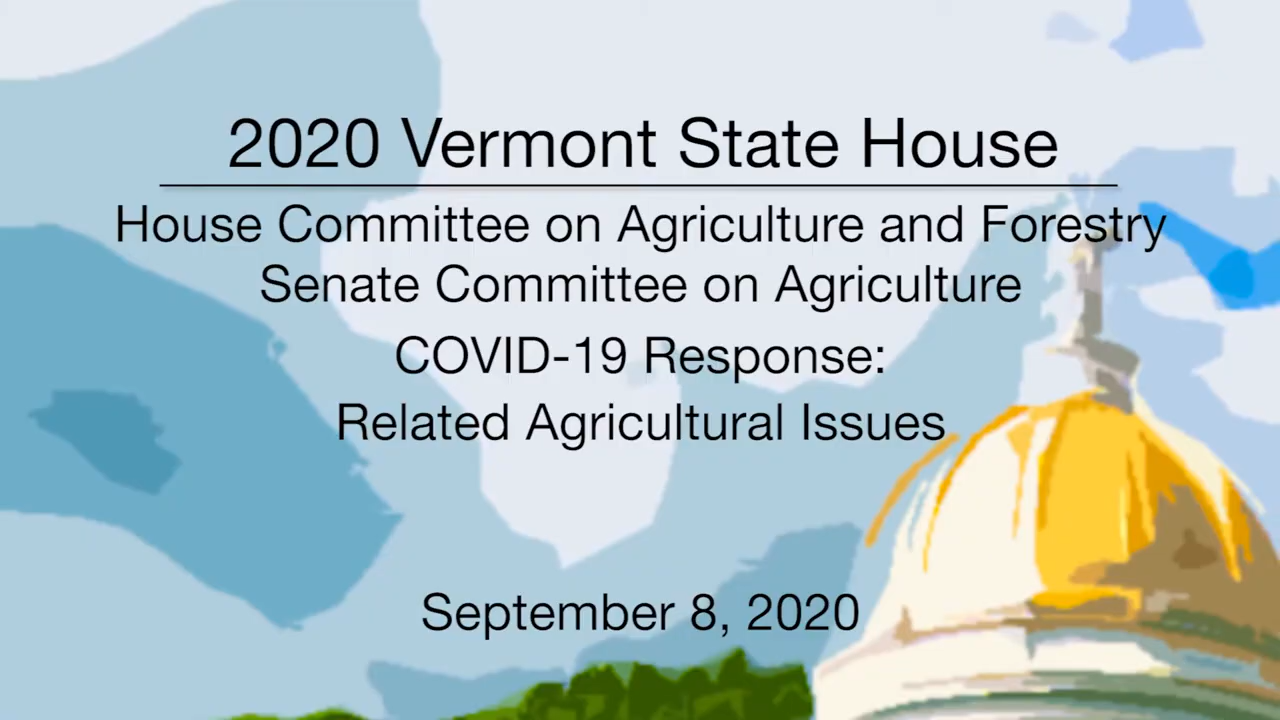 2020 Vermont State House
House Committee on Agriculture and Forestry
Senate Committee on Agriculture
COVID-19 Response:
Related Agricultural Issues
September 8, 2020